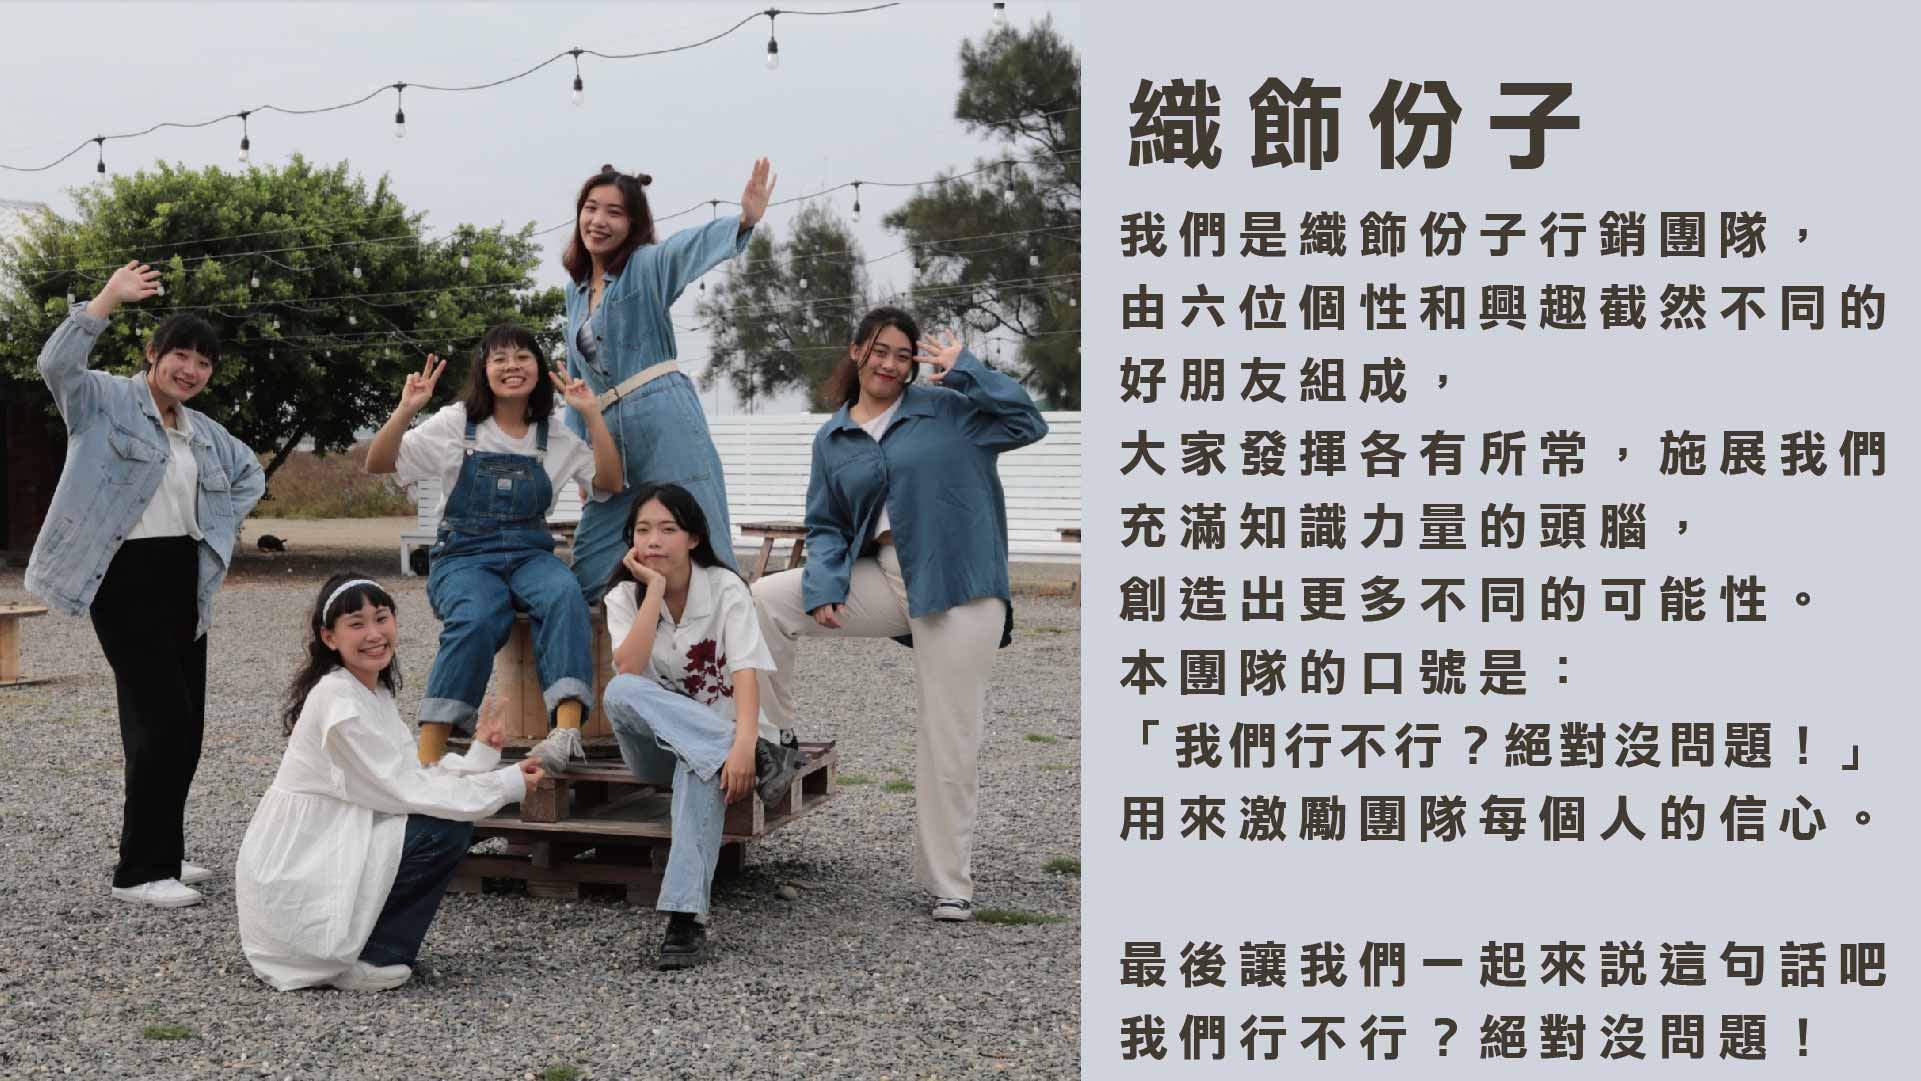 織飾份子
我們是織飾份子行銷團隊，
由六位個性和興趣截然不同的
好朋友組成，
大家發揮各有所常，施展我們
充滿知識力量的頭腦，
創造出更多不同的可能性。
本團隊的口號是：
「我們行不行？絕對沒問題！」
用來激勵團隊每個人的信心。
最後讓我們一起來説這句話吧
我們行不行？絕對沒問題！